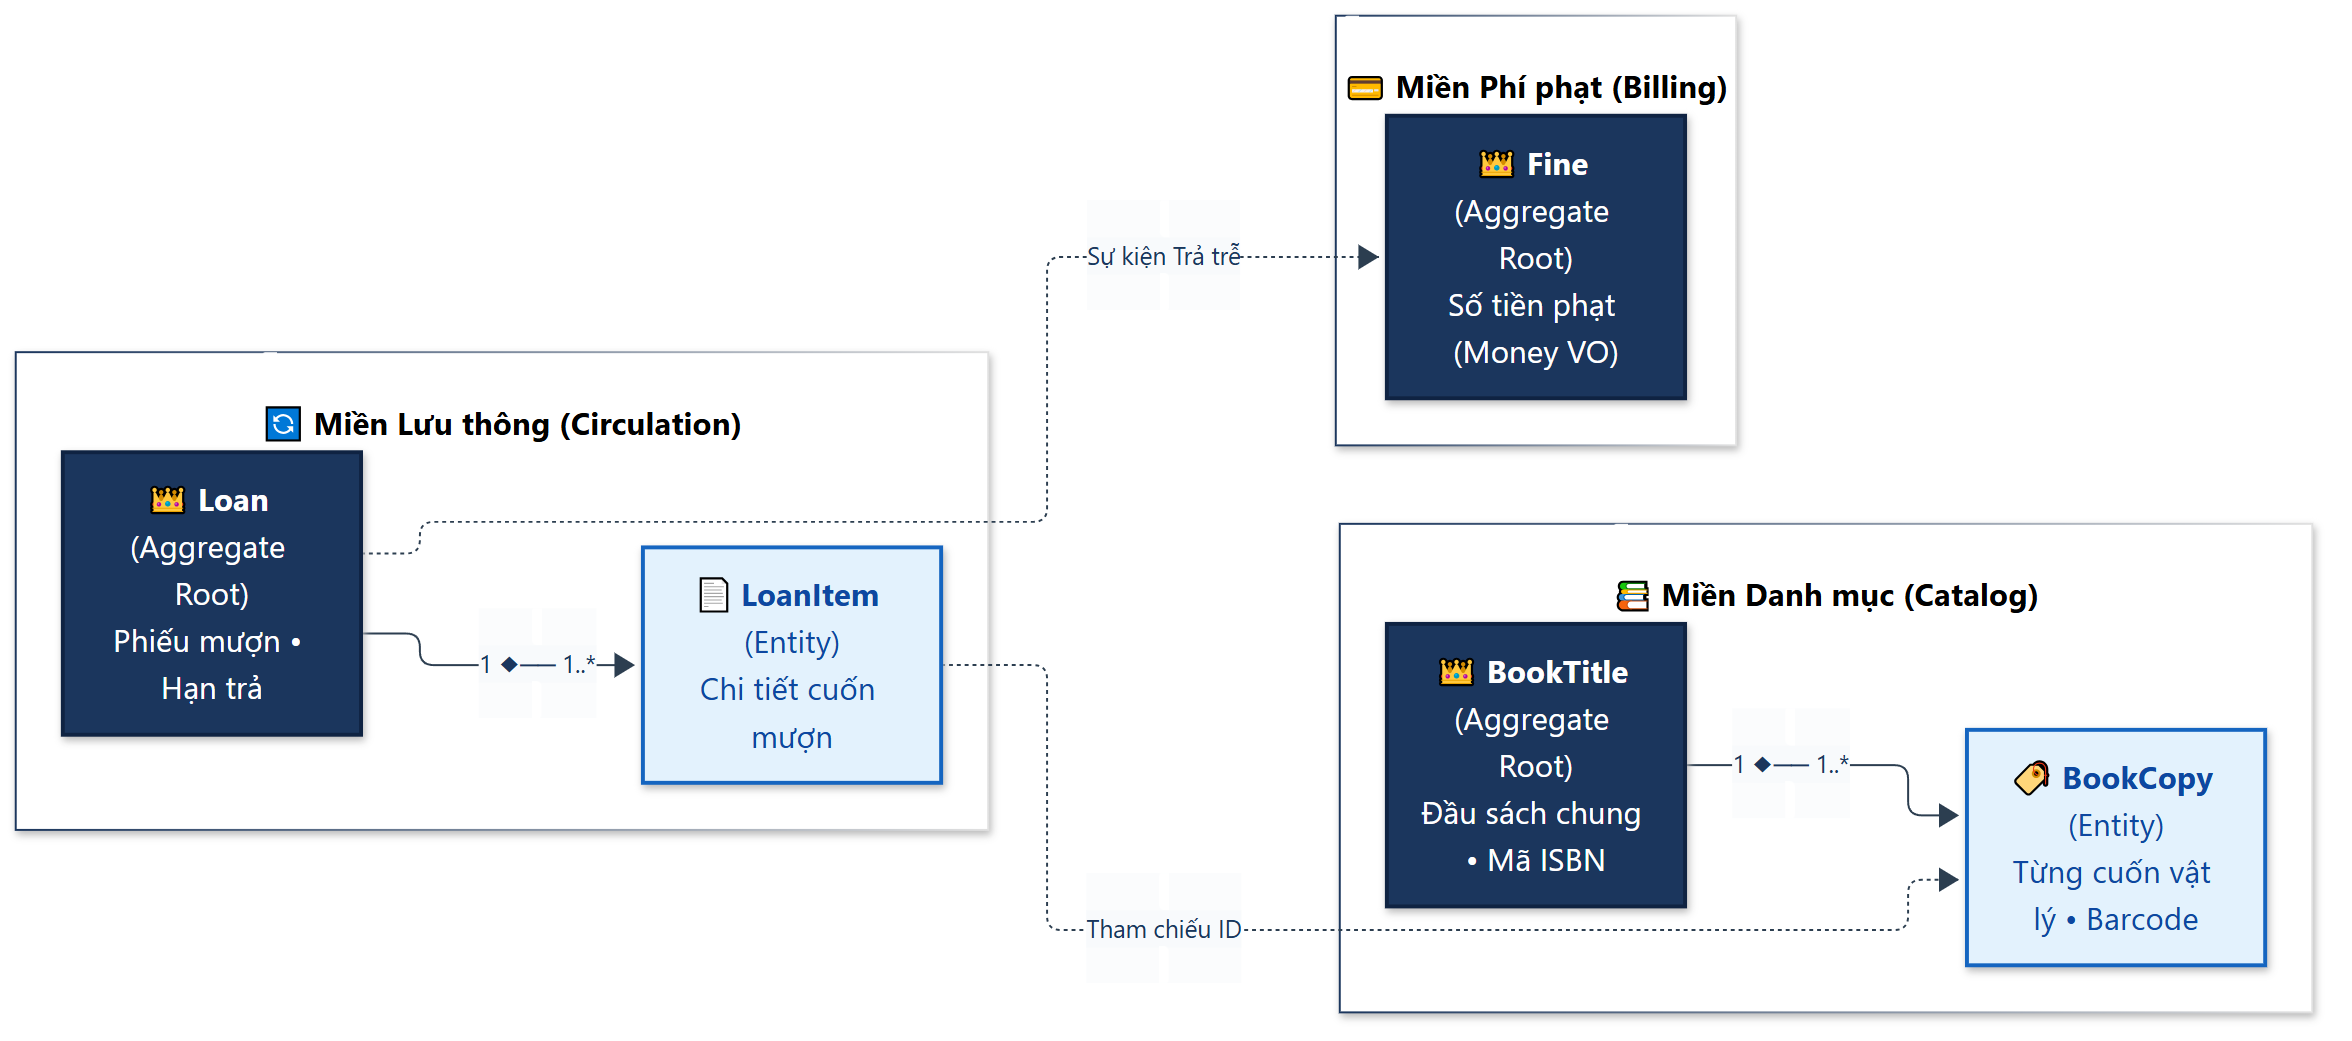 Miền Phí phạt (Billing)
Fine
(Aggregate
Root)
Số tiền phạt
(Money VO)
Sự kiện Trả trễ
Miền Lưu thông (Circulation)
Loan
(Aggregate
Root)
Phiếu mượn •
Hạn trả
1 ◆── 1..*
LoanItem
(Entity)
Chi tiết cuốn
mượn
Tham chiếu ID
Miền Danh mục (Catalog)
BookTitle
(Aggregate
Root)
Đầu sách chung
• Mã ISBN
1 ◆── 1..*
BookCopy
(Entity)
Từng cuốn vật
lý • Barcode